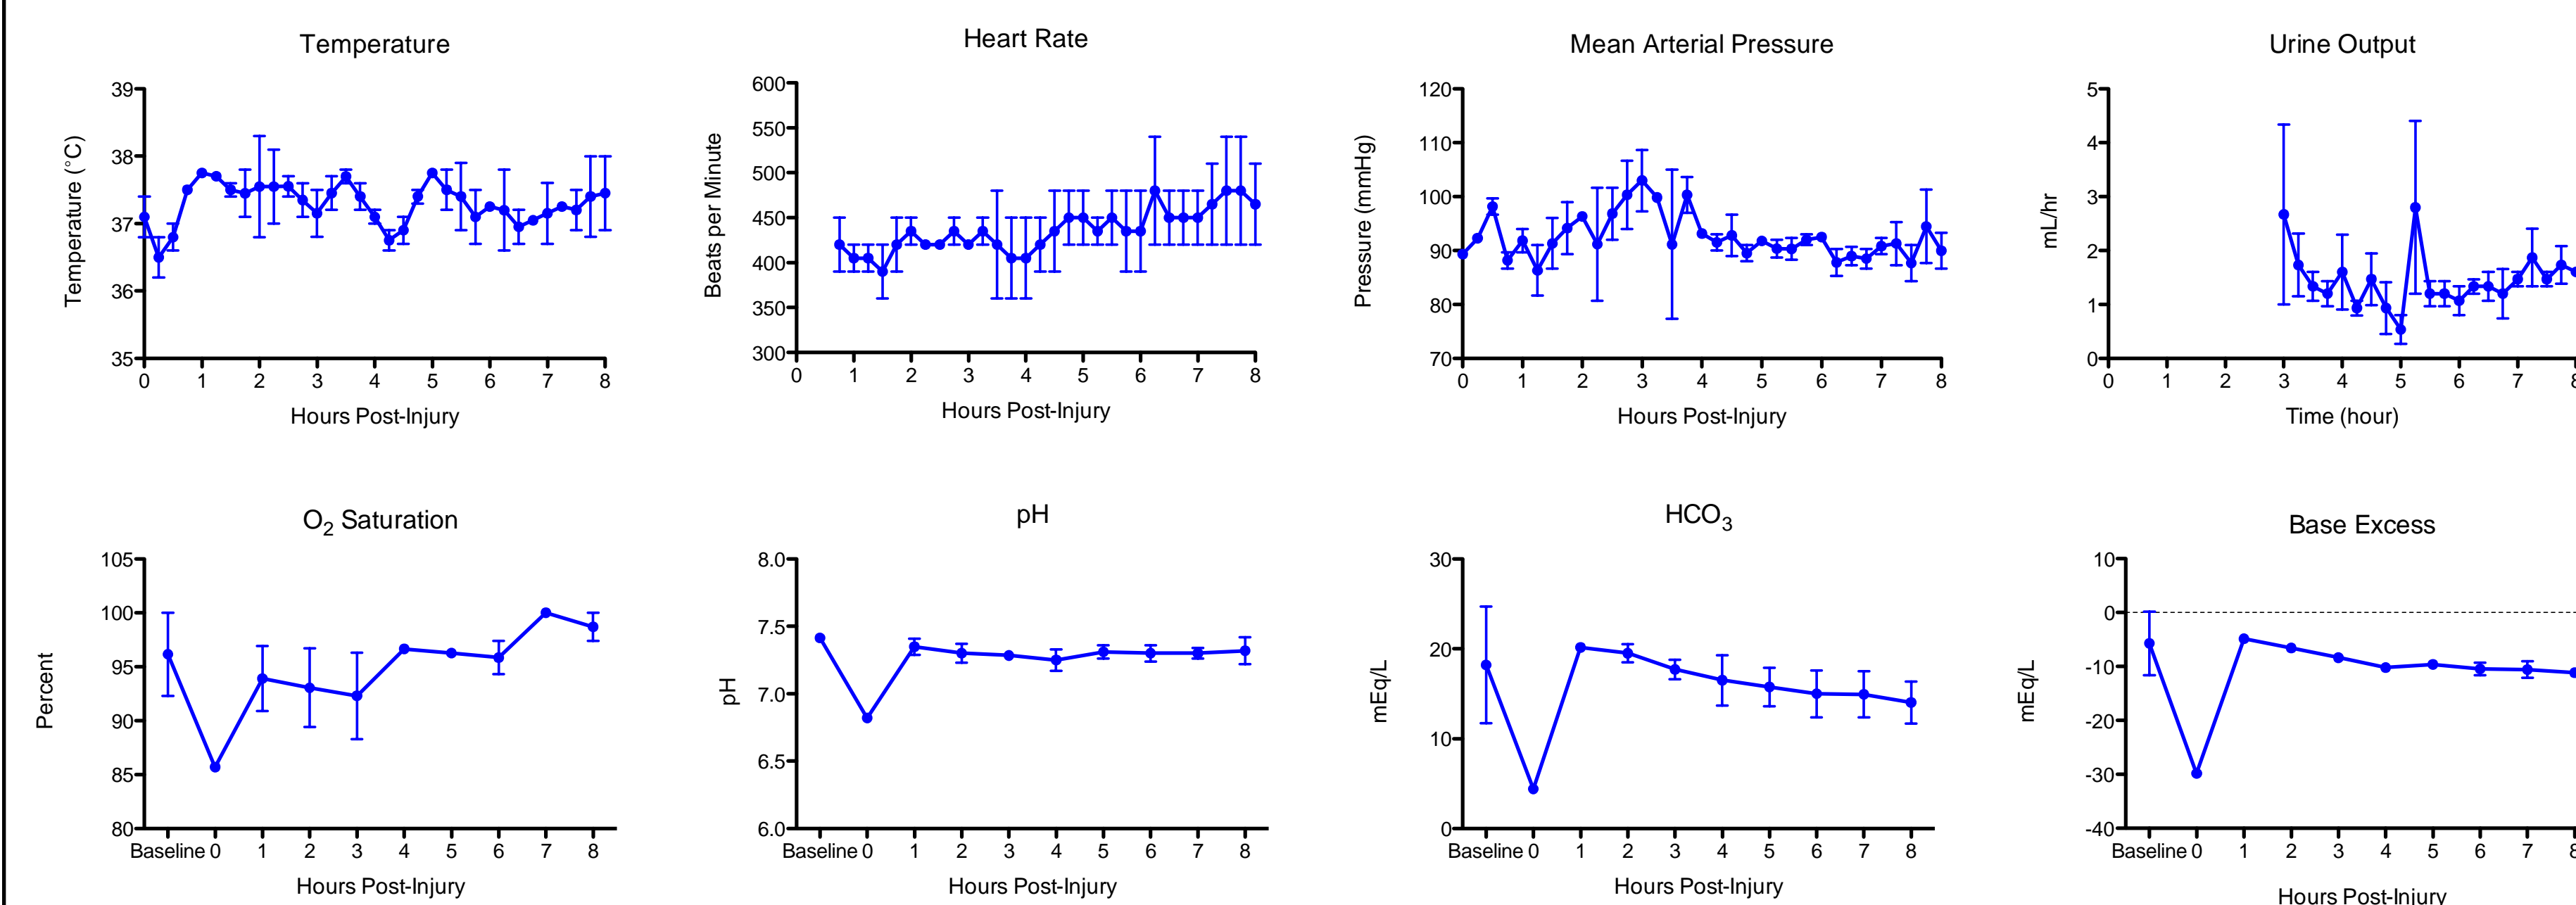 Temperature
39
38
37
36
35
Temperature (°C)
0 1 2 3 4 5 6 7 8
Hours Post-Injury
Heart Rate
600
550
500
450
400
350
300
Beats per Minute
0 1 2 3 4 5 6 7 8
Hours Post-Injury
Mean Arterial Pressure
120
110
100
90
80
70
Pressure (mmHg)
0 1 2 3 4 5 6 7 8
Hours Post-Injury
Urine Output
5
4
3
2
1
0
mL/hr
0 1 2 3 4 5 6 7 8
Time (hour)
O₂ Saturation
105
100
95
90
85
80
Percent
Baseline 0 1 2 3 4 5 6 7 8
Hours Post-Injury
pH
8.0
7.5
7.0
6.5
6.0
pH
Baseline 0 1 2 3 4 5 6 7 8
Hours Post-Injury
HCO₃
30
20
10
0
mEq/L
Baseline 0 1 2 3 4 5 6 7 8
Hours Post-Injury
Base Excess
10
0
-10
-20
-30
-40
mEq/L
Baseline 0 1 2 3 4 5 6 7 8
Hours Post-Injury